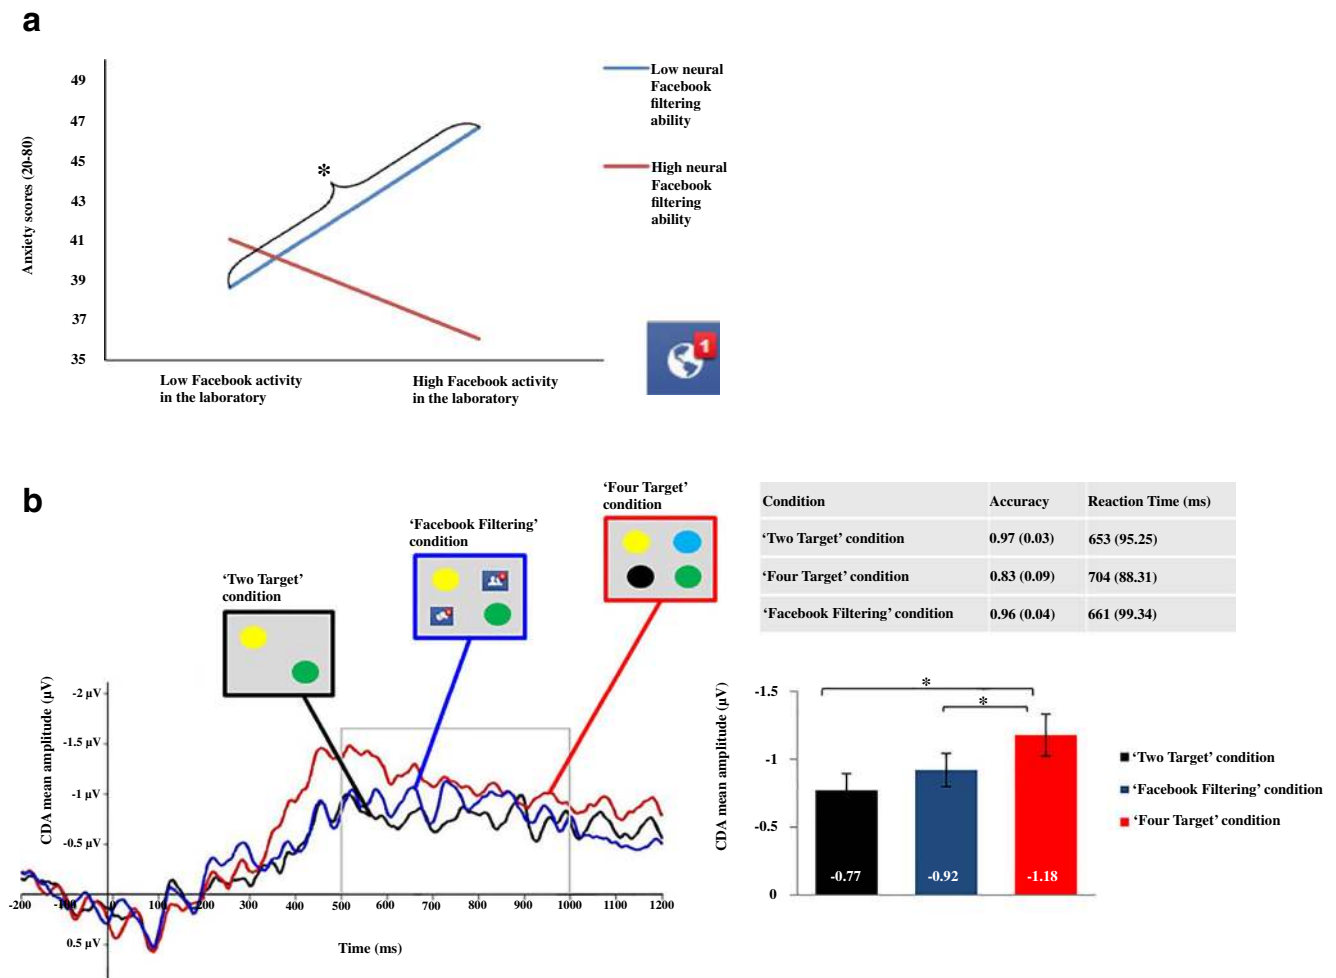 a
49
47
45
43
41
39
37
35
Anxiety scores (20-80)
*
Low neural
Facebook
filtering
ability
High neural
Facebook
filtering
ability
1
Low Facebook activity
in the laboratory
High Facebook activity
in the laboratory
b
'Two Target'
condition
'Facebook Filtering'
condition
'Four Target'
condition
CDA mean amplitude (µV)
-2 µV
-1.5 µV
-1 µV
-0.5 µV
0.5 µV
-200 -100 0 100 200 300 400 500 600 700 800 900 1000 1100 1200
Time (ms)
Condition Accuracy Reaction Time (ms)
'Two Target' condition 0.97 (0.03) 653 (95.25)
'Four Target' condition 0.83 (0.09) 704 (88.31)
'Facebook Filtering' condition 0.96 (0.04) 661 (99.34)
CDA mean amplitude (µV)
-1.5
-1
-0.5
0
*
*
-0.77
-0.92
-1.18
'Two Target' condition
'Facebook Filtering' condition
'Four Target' condition